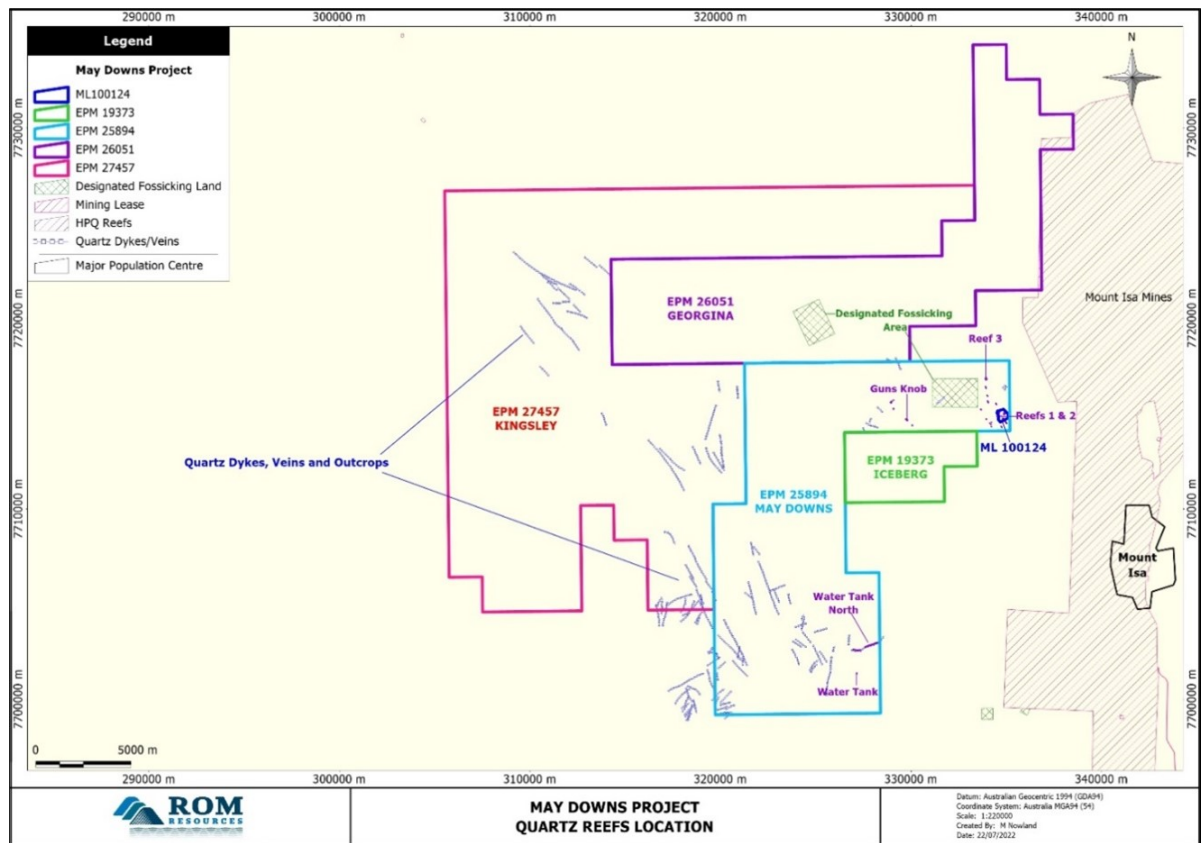 290000 m
300000 m
310000 m
320000 m
330000 m
340000 m
Legend
May Downs Project
ML100124
EPM 19373
EPM 25894
EPM 26051
EPM 27457
Designated Fossicking Land
Mining Lease
HPQ Reefs
Quartz Dykes/Veins
Major Population Centre
N
7730000 m
7730000 m
7720000 m
7720000 m
7710000 m
7710000 m
7700000 m
7700000 m
Mount Isa Mines
EPM 26051
GEORGINA
Designated Fossicking
Area
Reef 3
Guns Knob
Refs 1 & 2
ML 100124
EPM 27457
KINGSLEY
Quartz Dykes, Veins and Outcrops
EPM 19373
ICEBERG
EPM 25894
MAY DOWNS
Mount
Isa
Water Tank
North
Water Tank
0
5000 m
290000 m
300000 m
310000 m
320000 m
330000 m
340000 m
ROM
RESOURCES
MAY DOWNS PROJECT
QUARTZ REEFS LOCATION
Datum: Australian Geocentric 1994 (GDA94)
Coordinate System: Australia MGA94 (54)
Scale: 1:220000
Created By: M Nowland
Date: 22/07/2022